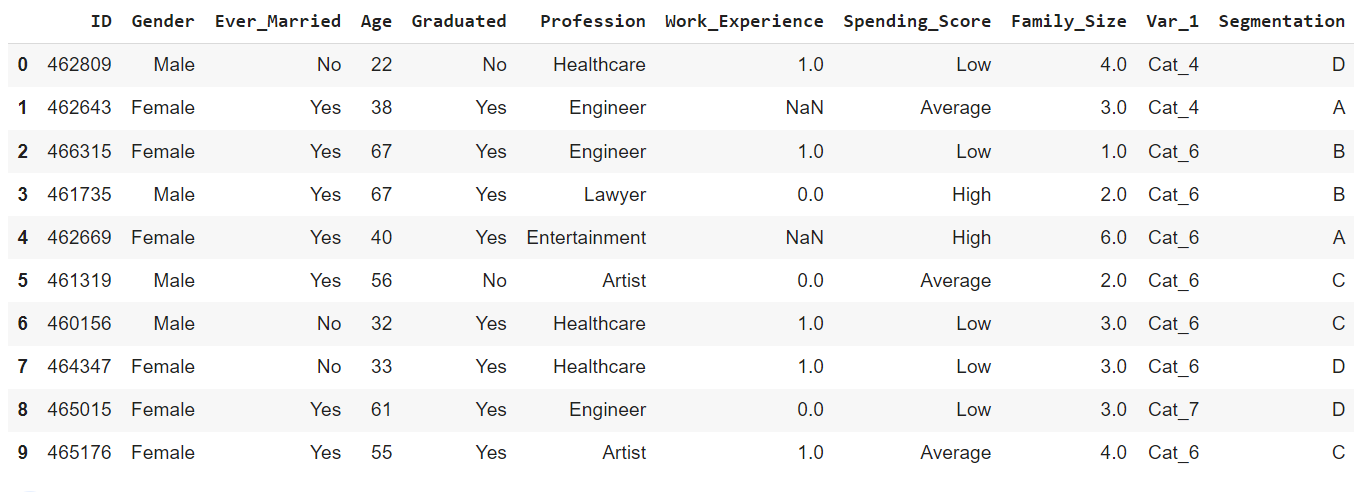 ID Gender Ever_Married Age Graduated Profession Work_Experience Spending_Score Family_Size Var_1 Segmentation
0 462809 Male No 22 No Healthcare 1.0 Low 4.0 Cat_4 D
1 462643 Female Yes 38 Yes Engineer NaN Average 3.0 Cat_4 A
2 466315 Female Yes 67 Yes Engineer 1.0 Low 1.0 Cat_6 B
3 461735 Male Yes 67 Yes Lawyer 0.0 High 2.0 Cat_6 B
4 462669 Female Yes 40 Yes Entertainment NaN High 6.0 Cat_6 A
5 461319 Male Yes 56 No Artist 0.0 Average 2.0 Cat_6 C
6 460156 Male No 32 Yes Healthcare 1.0 Low 3.0 Cat_6 C
7 464347 Female No 33 Yes Healthcare 1.0 Low 3.0 Cat_6 D
8 465015 Female Yes 61 Yes Engineer 0.0 Low 3.0 Cat_7 D
9 465176 Female Yes 55 Yes Artist 1.0 Average 4.0 Cat_6 C